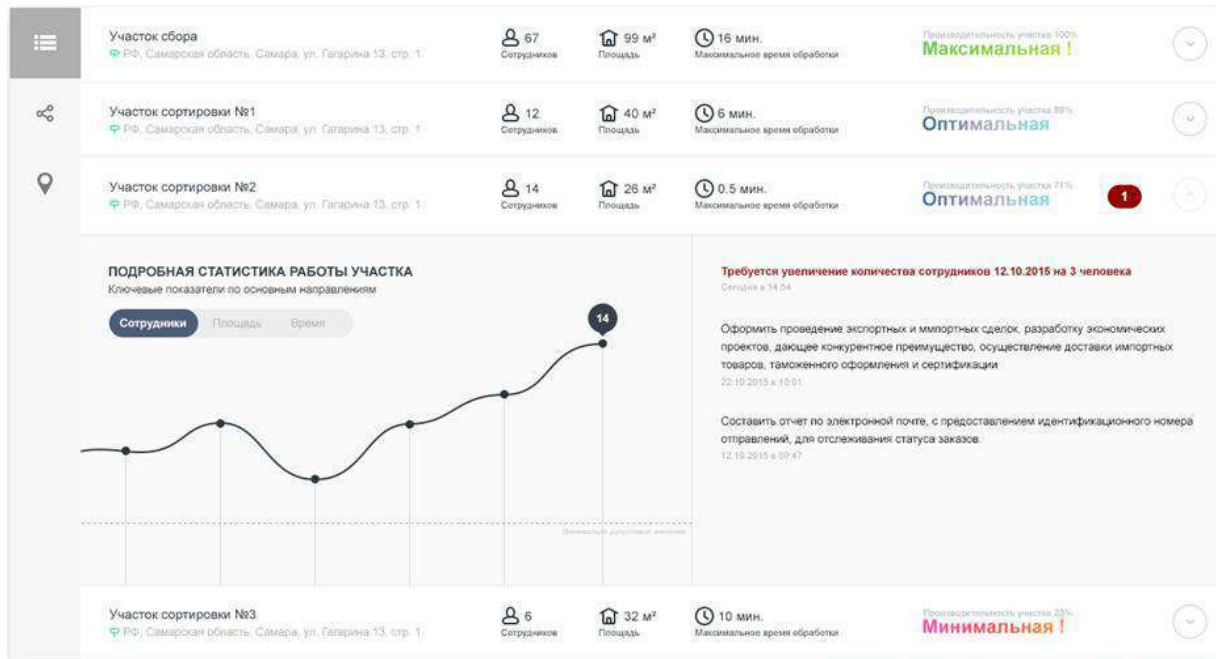 Участок сбора
РФ, Самарская область, Самара, ул. Гагарина 13, стр. 1
67
Сотрудников
99 м²
Площадь
16 мин.
Максимальное время обработки
Производительность участка 100%
Максимальная !
Участок сортировки №1
РФ, Самарская область, Самара, ул. Гагарина 13, стр. 1
12
Сотрудников
40 м²
Площадь
6 мин.
Максимальное время обработки
Производительность участка 89%
Оптимальная
Участок сортировки №2
РФ, Самарская область, Самара, ул. Гагарина 13, стр. 1
14
Сотрудников
26 м²
Площадь
0.5 мин.
Максимальное время обработки
Производительность участка 71%
Оптимальная
1
ПОДРОБНАЯ СТАТИСТИКА РАБОТЫ УЧАСТКА
Ключевые показатели по основным направлениям
Сотрудники
Площадь
Время
14
Требуется увеличение количества сотрудников 12.10.2015 на 3 человека
Сегодня в 14:54
Оформить проведение экспортных и ммпортных сделок, разработку экономических
проектов, дающее конкурентное преимущество, осуществление доставки импортных
товаров, таможенного оформления и сертификации
22.10.2015 в 10:01
Составить отчет по электронной почте, с предоставлением идентификационного номера
отправлений, для отслеживания статуса заказов.
12.10.2015 в 00:47
Участок сортировки №3
РФ, Самарская область, Самара, ул. Гагарина 13, стр. 1
6
Сотрудников
32 м²
Площадь
10 мин.
Максимальное время обработки
Производительность участка 23%
Минимальная !